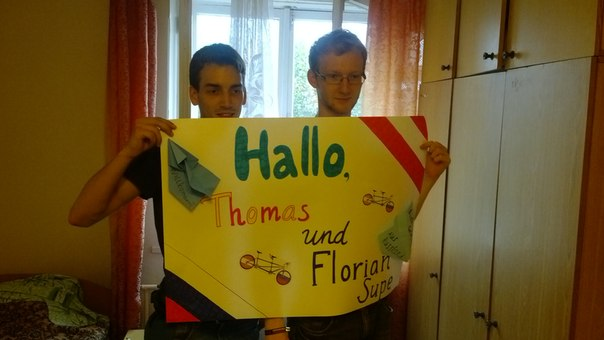 Hallo,
Thomas
und
Florian
Supe